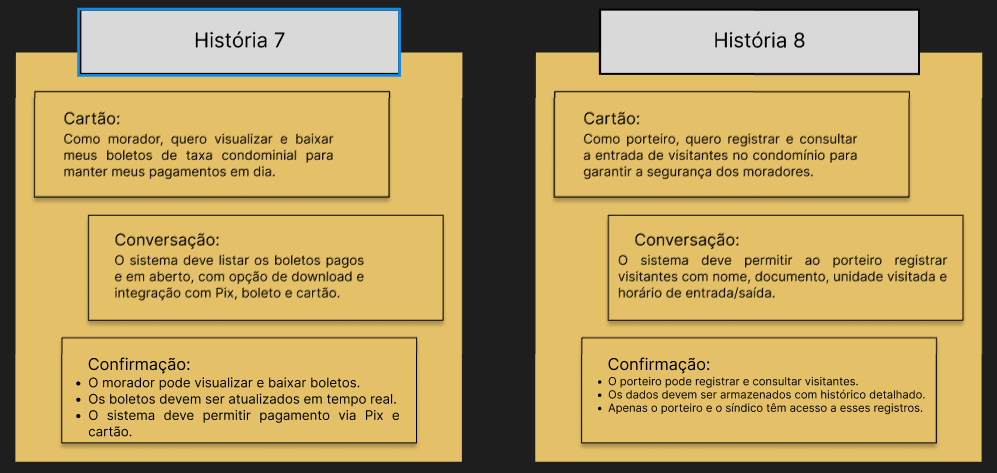 História 7
Cartão:
Como morador, quero visualizar e baixar
meus boletos de taxa condominial para
manter meus pagamentos em dia.
Conversação:
O sistema deve listar os boletos pagos
e em aberto, com opção de download e
integração com Pix, boleto e cartão.
Confirmação:
• O morador pode visualizar e baixar boletos.
• Os boletos devem ser atualizados em tempo real.
• O sistema deve permitir pagamento via Pix e
cartão.
História 8
Cartão:
Como porteiro, quero registrar e consultar
a entrada de visitantes no condomínio para
garantir a segurança dos moradores.
Conversação:
O sistema deve permitir ao porteiro registrar
visitantes com nome, documento, unidade visitada e
horário de entrada/saída.
Confirmação:
• O porteiro pode registrar e consultar visitantes.
• Os dados devem ser armazenados com histórico detalhado.
• Apenas o porteiro e o síndico têm acesso a esses registros.